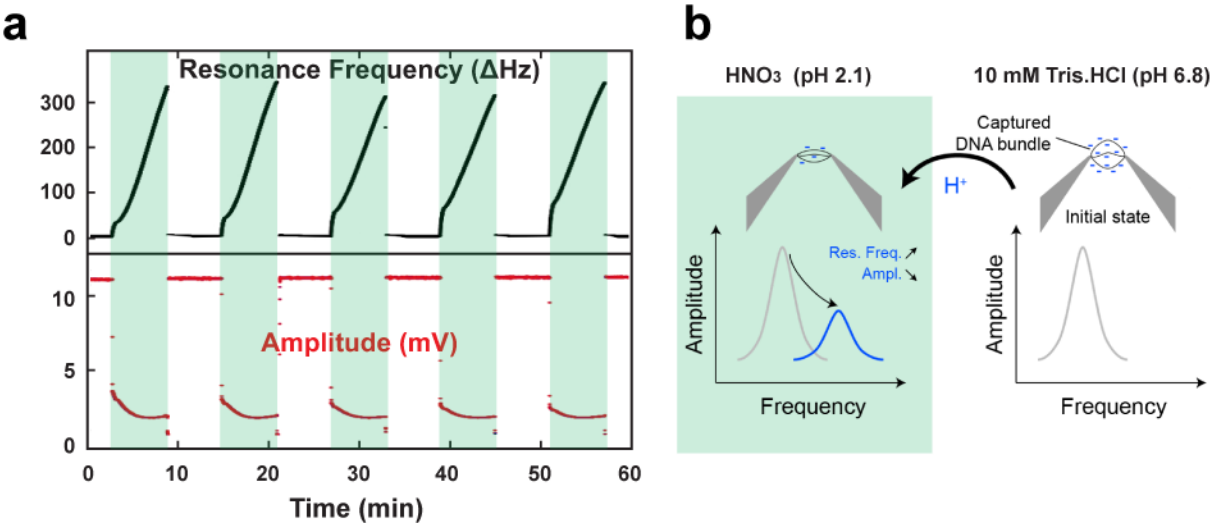 a
Resonance Frequency (ΔHz)
300
200
100
0
Amplitude (mV)
10
5
0
0 10 20 30 40 50 60
Time (min)
b
HNO3 (pH 2.1)
10 mM Tris.HCl (pH 6.8)
Captured
DNA bundle
H+
Initial state
Res. Freq. ↗
Ampl. ↘
Amplitude
Frequency
Amplitude
Frequency